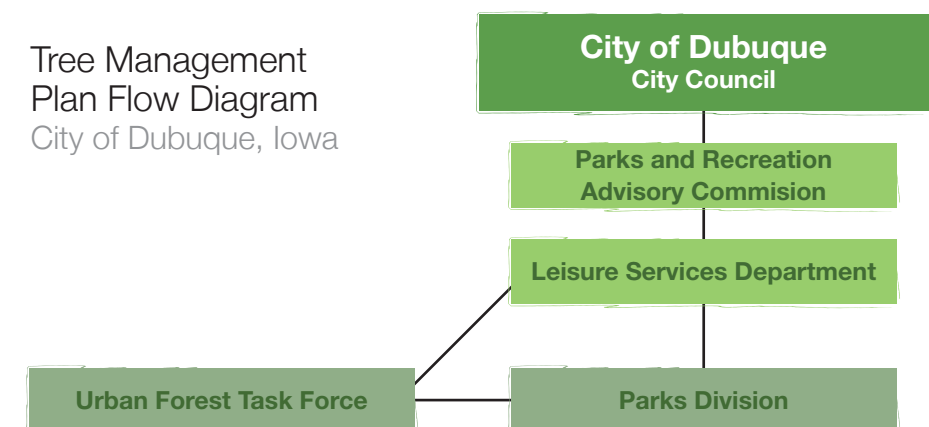 Tree Management
Plan Flow Diagram
City of Dubuque, Iowa
City of Dubuque
City Council
Parks and Recreation
Advisory Commision
Leisure Services Department
Urban Forest Task Force
Parks Division